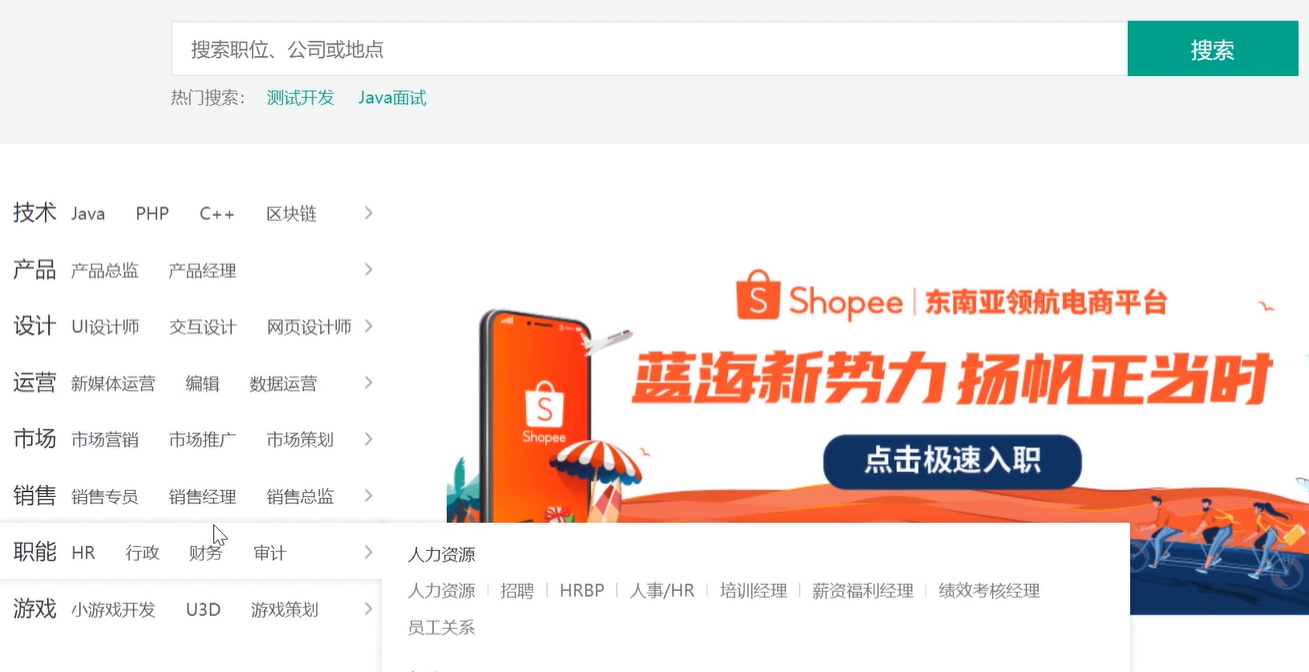 搜索职位、公司或地点
搜索
热门搜索: 测试开发 Java面试
技术 Java PHP C++ 区块链
产品 产品总监 产品经理
设计 UI设计师 交互设计 网页设计师
运营 新媒体运营 编辑 数据运营
市场 市场营销 市场推广 市场策划
销售 销售专员 销售经理 销售总监
职能 HR 行政 财务 审计
游戏 小游戏开发 U3D 游戏策划
S Shopee | 东南亚领航电商平台
蓝海新势力 扬帆正当时
点击极速入职
S
Shopee
人力资源
人力资源 | 招聘 | HRBP | 人事/HR | 培训经理 | 薪资福利经理 | 绩效考核经理
员工关系